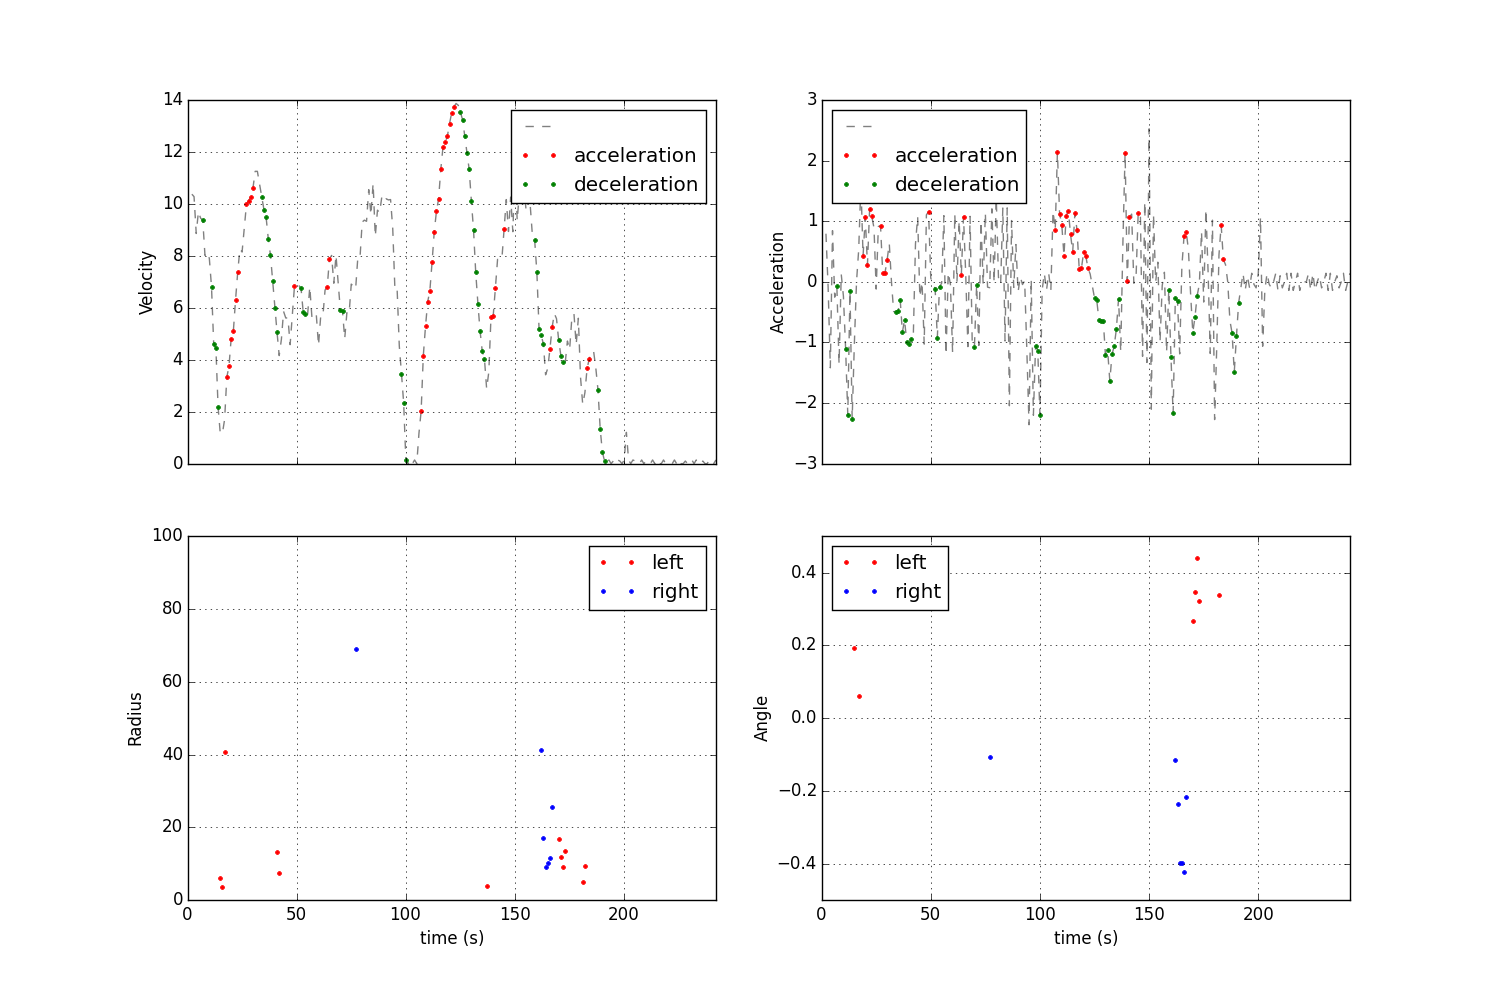 14
12
10
8
6
4
2
0
Velocity
acceleration
deceleration
3
2
1
0
−1
−2
−3
Acceleration
acceleration
deceleration
100
80
60
40
20
0
Radius
left
right
0 50 100 150 200
time (s)
0.4
0.2
0.0
−0.2
−0.4
Angle
left
right
0 50 100 150 200
time (s)